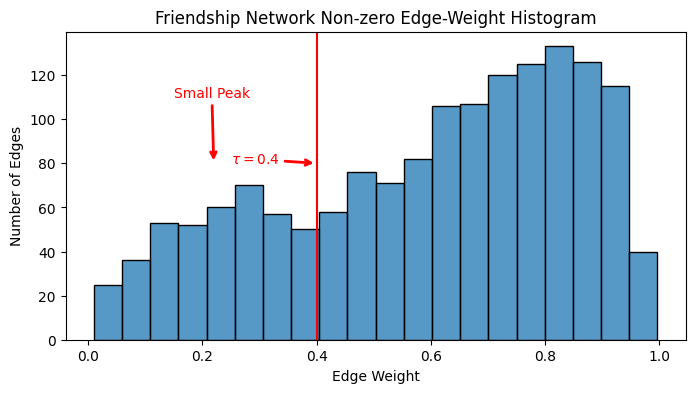 Friendship Network Non-zero Edge-Weight Histogram
120
100
80
60
40
20
0
Number of Edges
Small Peak
τ = 0.4
0.0 0.2 0.4 0.6 0.8 1.0
Edge Weight